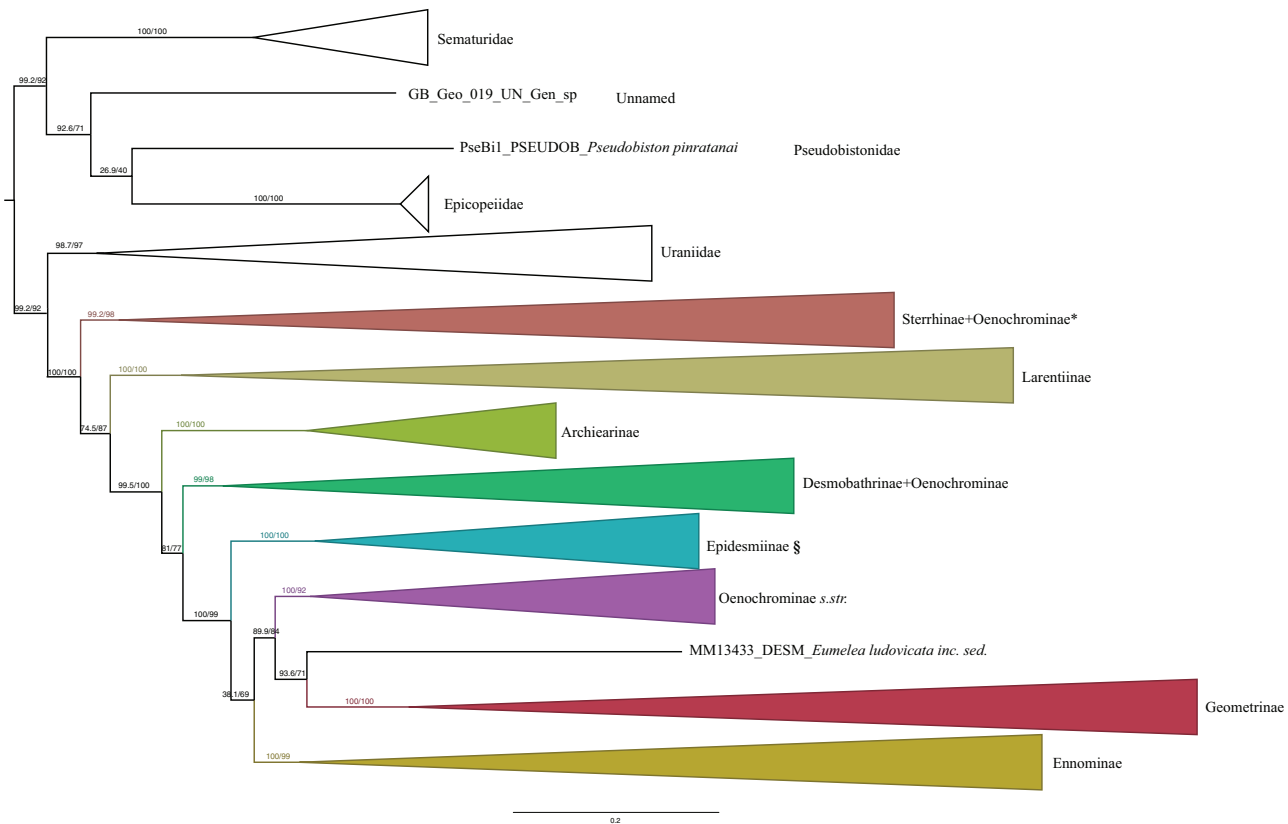 100/100
Sematuridae
99.2/92
GB_Geo_019_UN_Gen_sp Unnamed
92.6/71
PseBi1_PSEUDOB_Pseudobiston pinratanai Pseudobistonidae
26.9/40
100/100
Epicopeiidae
98.7/97
Uraniidae
99.2/92
99.2/98
Sterrhinae+Oenochrominae*
100/100
100/100
Larentiinae
74.5/87
100/100
Archiearinae
99.5/100
99/98
Desmobathrinae+Oenochrominae
81/77
100/100
Epidesmiinae §
100/99
100/92
Oenochrominae s.str.
89.9/84
MM13433_DESM_Eumelea ludovicata inc. sed.
93.6/71
38.1/69
100/100
Geometrinae
100/99
Ennominae
0.2